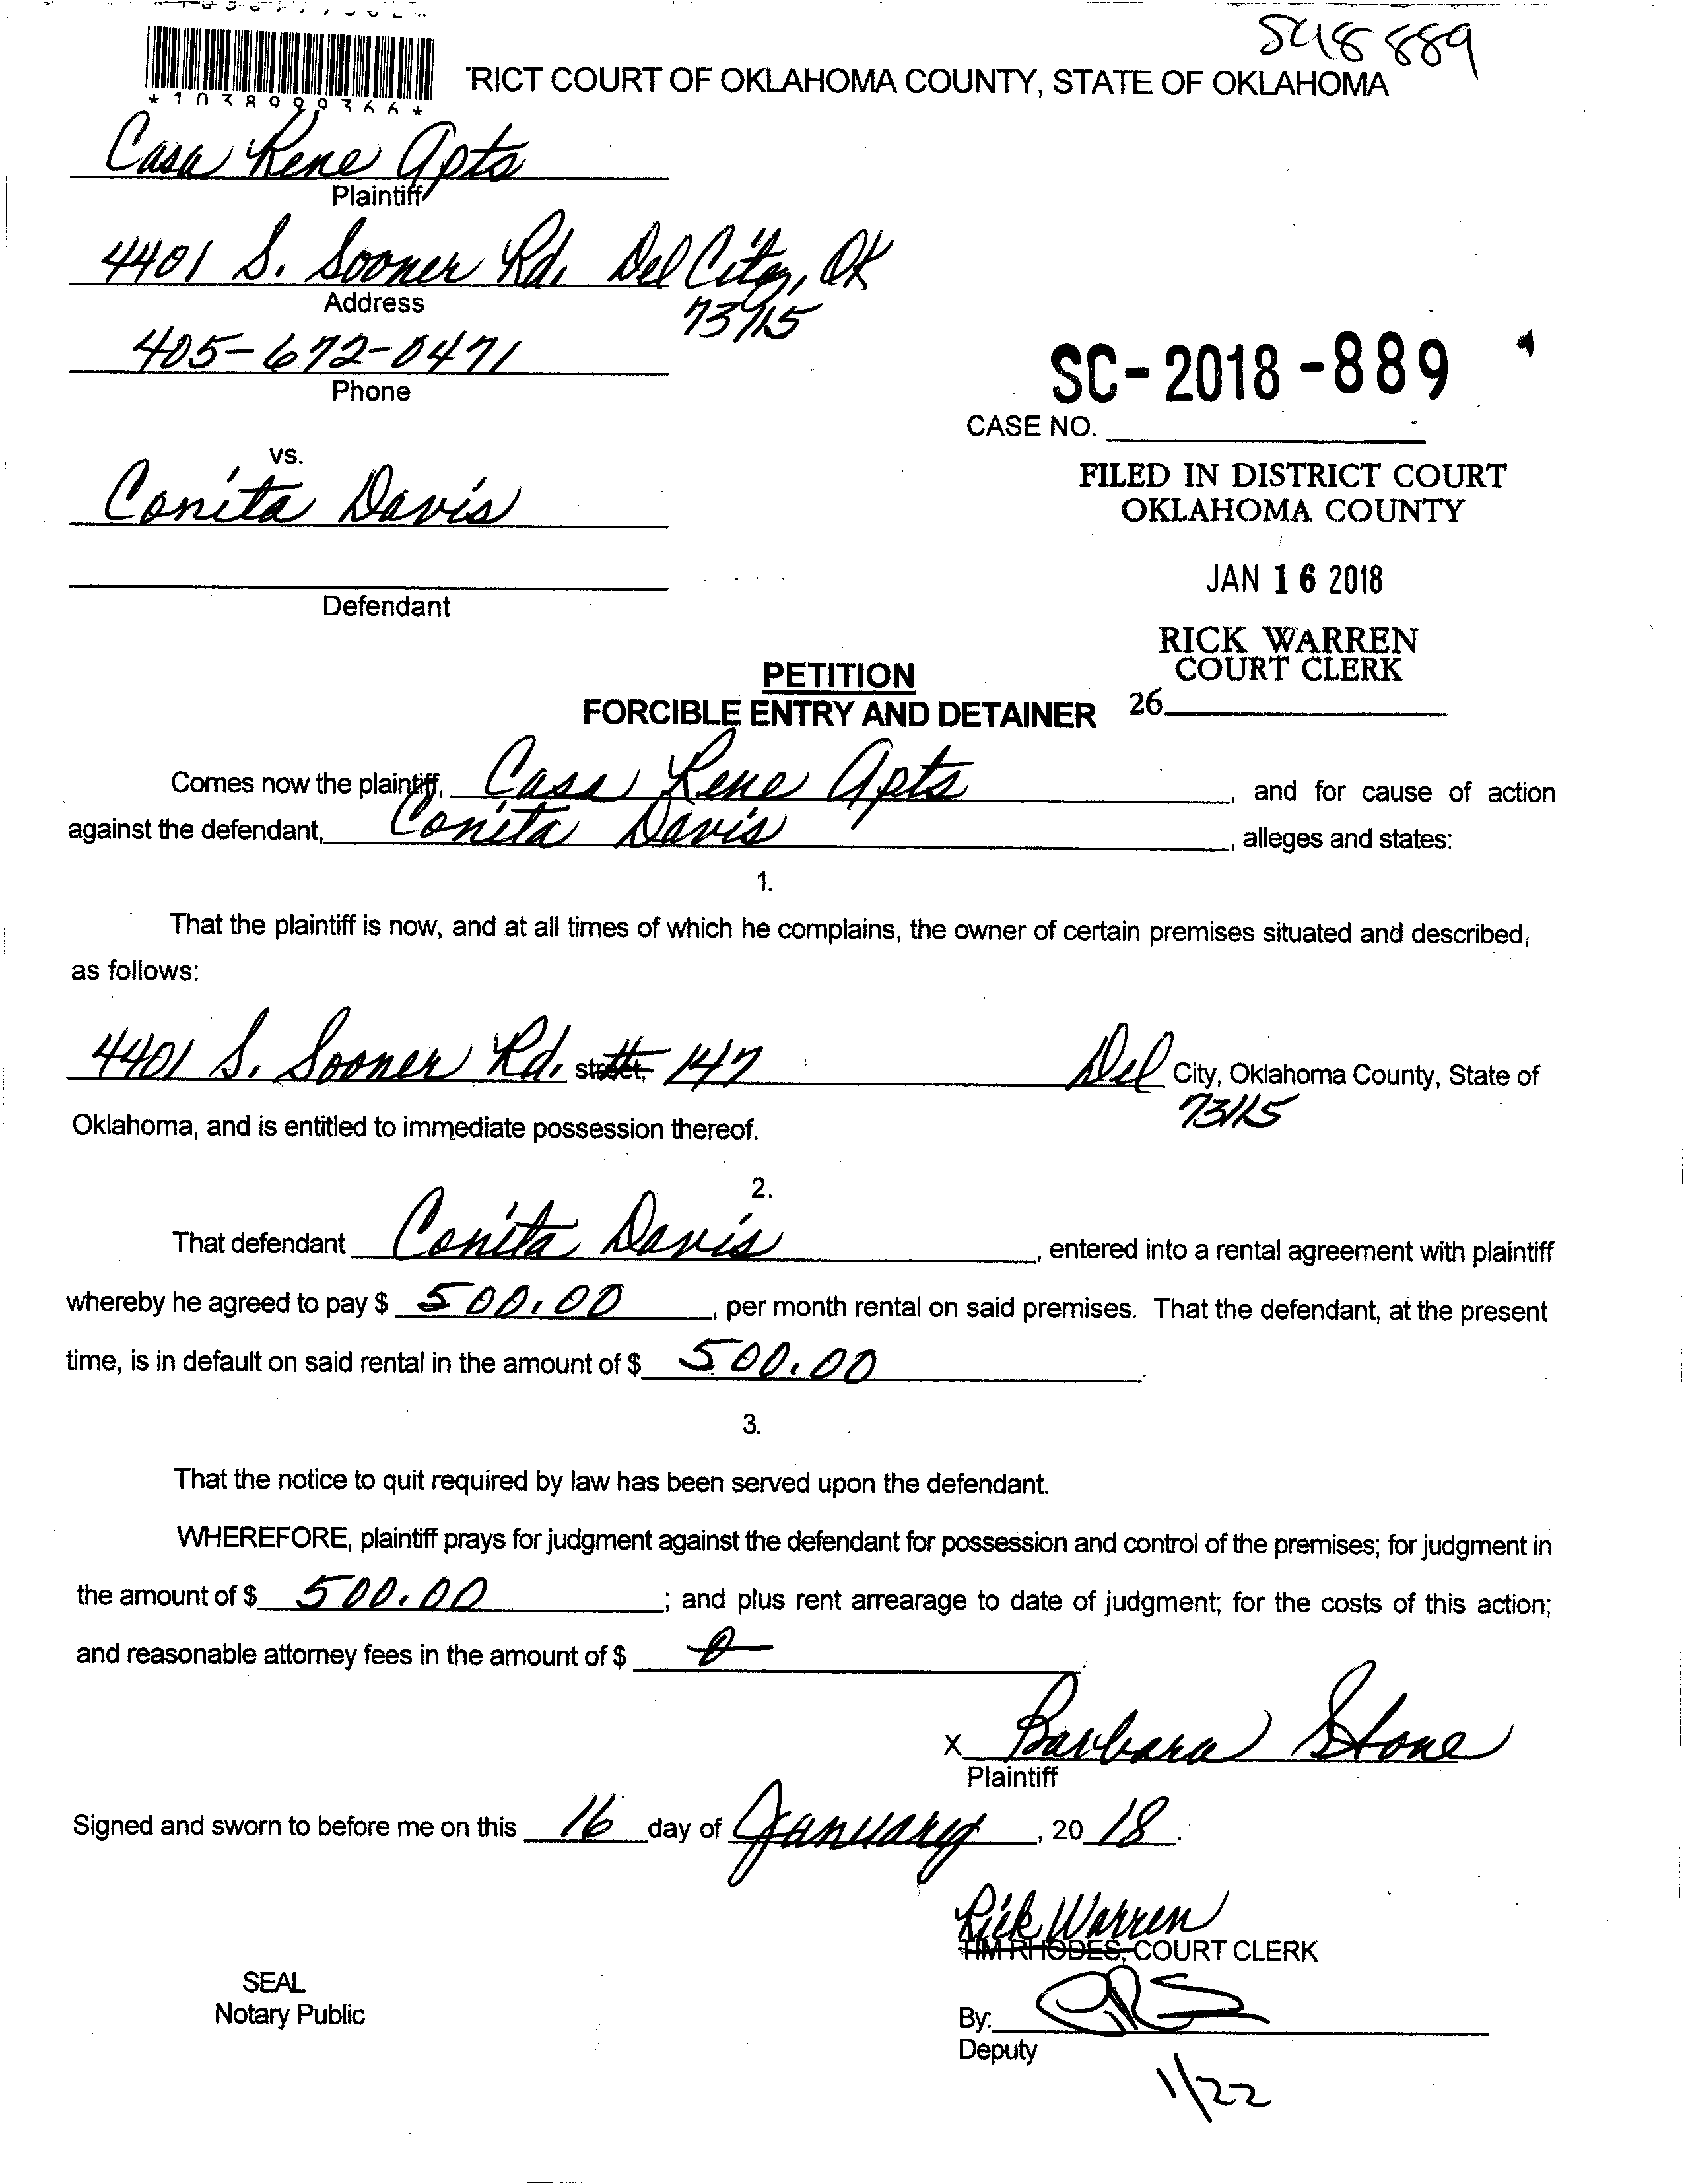 SC18 889
*1038999366*
RICT COURT OF OKLAHOMA COUNTY, STATE OF OKLAHOMA
Casa Rene Apts
Plaintiff
4401 S. Sooner Rd. Del City, OK
Address
73115
405-672-0471
Phone
SC-2018-889
CASE NO.
vs.
Conita Davis
FILED IN DISTRICT COURT
OKLAHOMA COUNTY
JAN 16 2018
Defendant
RICK WARREN
COURT CLERK
26
PETITION
FORCIBLE ENTRY AND DETAINER
Comes now the plaintiff, Casa Rene Apts, and for cause of action
against the defendant, Conita Davis, alleges and states:
1.
That the plaintiff is now, and at all times of which he complains, the owner of certain premises situated and described,
as follows:
4401 S. Sooner Rd. street, 147 Del City, Oklahoma County, State of
73115
Oklahoma, and is entitled to immediate possession thereof.
2.
That defendant Conita Davis, entered into a rental agreement with plaintiff
whereby he agreed to pay $ 500.00, per month rental on said premises. That the defendant, at the present
time, is in default on said rental in the amount of $ 500.00.
3.
That the notice to quit required by law has been served upon the defendant.
WHEREFORE, plaintiff prays for judgment against the defendant for possession and control of the premises; for judgment in
the amount of $ 500.00; and plus rent arrearage to date of judgment; for the costs of this action;
and reasonable attorney fees in the amount of $ 0.
X Barbara Stone
Plaintiff
Signed and sworn to before me on this 16 day of January, 20 18.
Rick Warren
TIM RHODES, COURT CLERK
SEAL
Notary Public
By:
Deputy
1/22